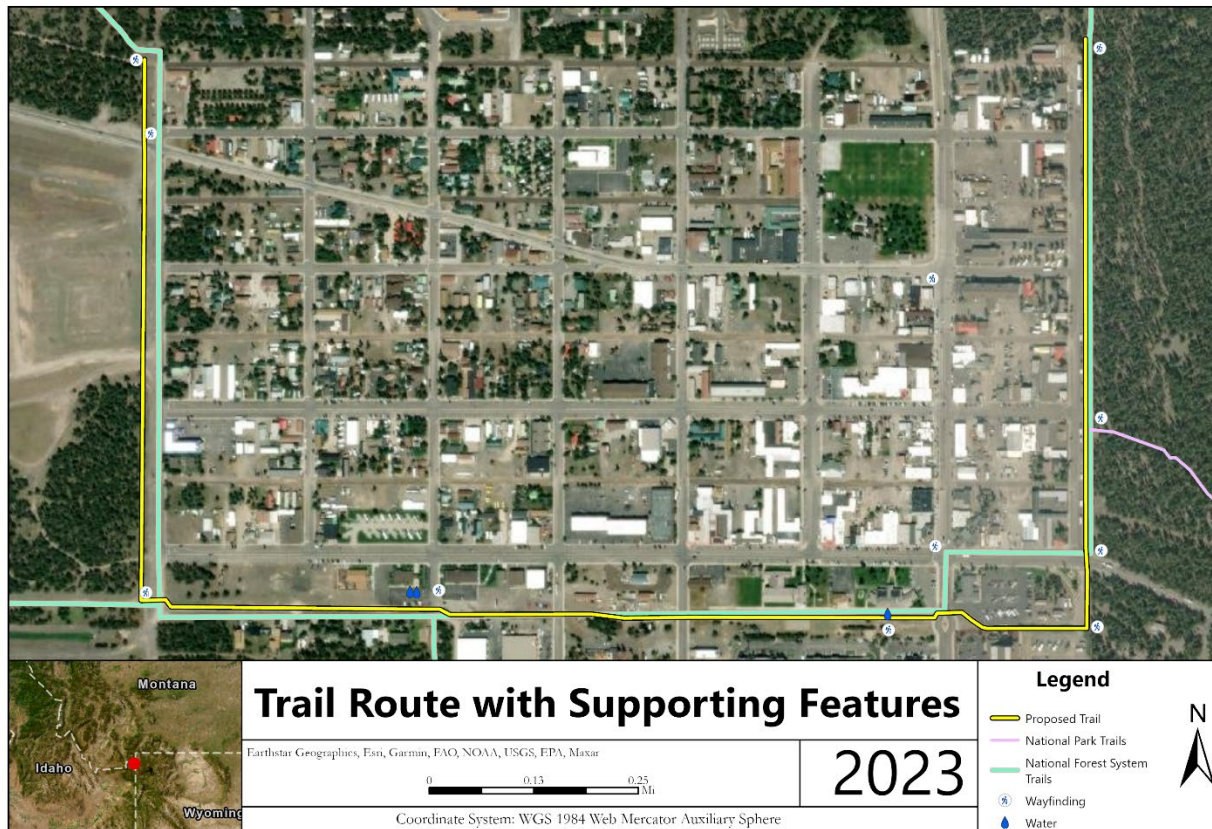 Montana
Idaho
Wyoming
Trail Route with Supporting Features
Earthstar Geographics, Esri, Garmin, FAO, NOAA, USGS, EPA, Maxar
0 0.13 0.25
Mi
2023
Coordinate System: WGS 1984 Web Mercator Auxiliary Sphere
Legend
Proposed Trail
National Park Trails
National Forest System
Trails
Wayfinding
Water
N